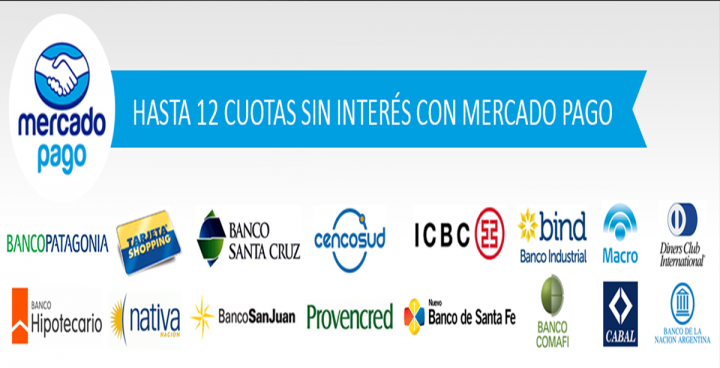 mercado
pago
HASTA 12 CUOTAS SIN INTERÉS CON MERCADO PAGO
BANCOPATAGONIA
TARJETA
SHOPPING
BANCO
SANTA CRUZ
cencosud
ICBC
bind
Banco Industrial
Macro
Diners Club
International®
BANCO
Hipotecario
nativa
NACIÓN
BancoSanJuan
Provencred
Nuevo
Banco de Santa Fe
BANCO
COMAFI
CABAL
BANCO DE LA
NACION ARGENTINA